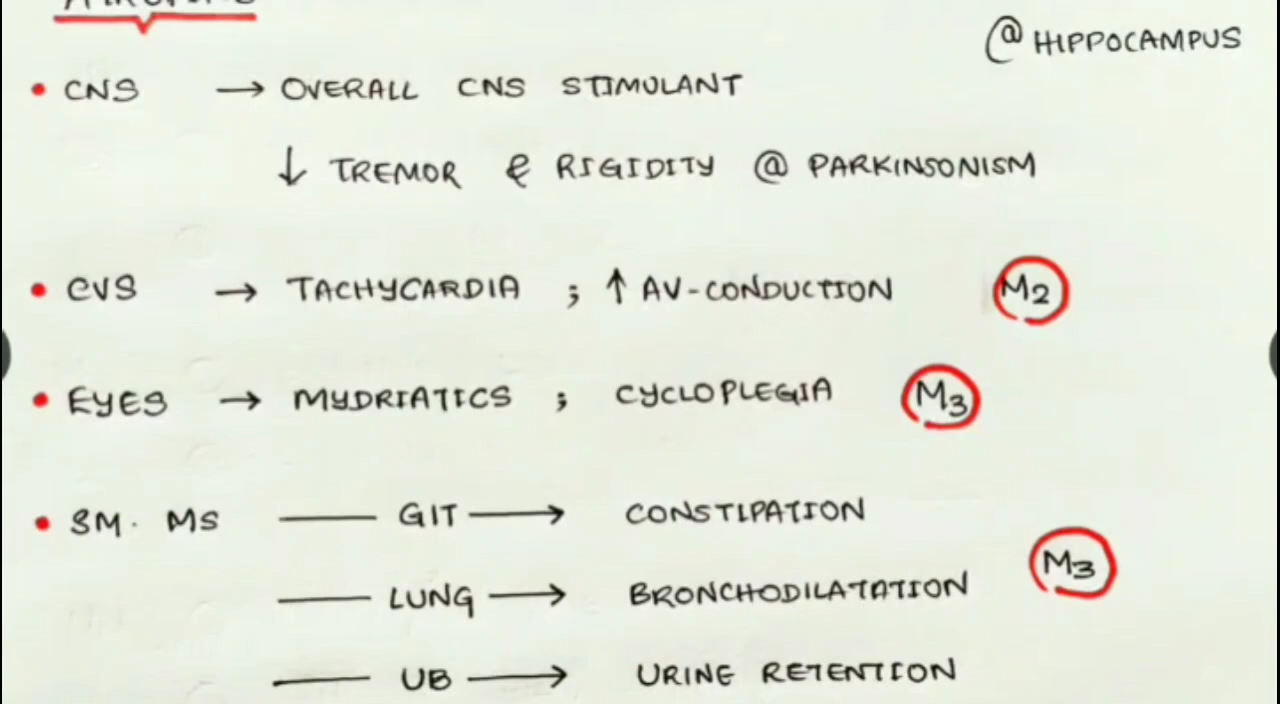 @ HIPPOCAMPUS
• CNS → OVERALL CNS STIMULANT
↓ TREMOR & RIGIDITY @ PARKINSONISM
• CVS → TACHYCARDIA ; ↑ AV-CONDUCTION M2
• EYES → MYDRIATICS ; CYCLOPLEGIA M3
• SM. MS — GIT → CONSTIPATION
M3
— LUNG → BRONCHODILATATION
— UB → URINE RETENTION